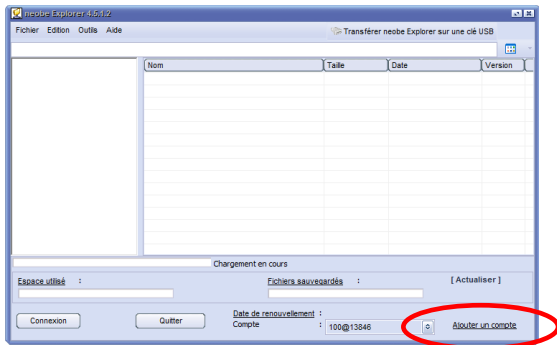 neobe Explorer 4.6.1.2
Fichier Edition Outils Aide
Transférer neobe Explorer sur une clé USB
Nom Taille Date Version
Chargement en cours
Espace utilisé : Fichiers sauvegardés : [ Actualiser ]
Date de renouvellement :
Connexion Quitter Compte : 100@13846 Ajouter un compte